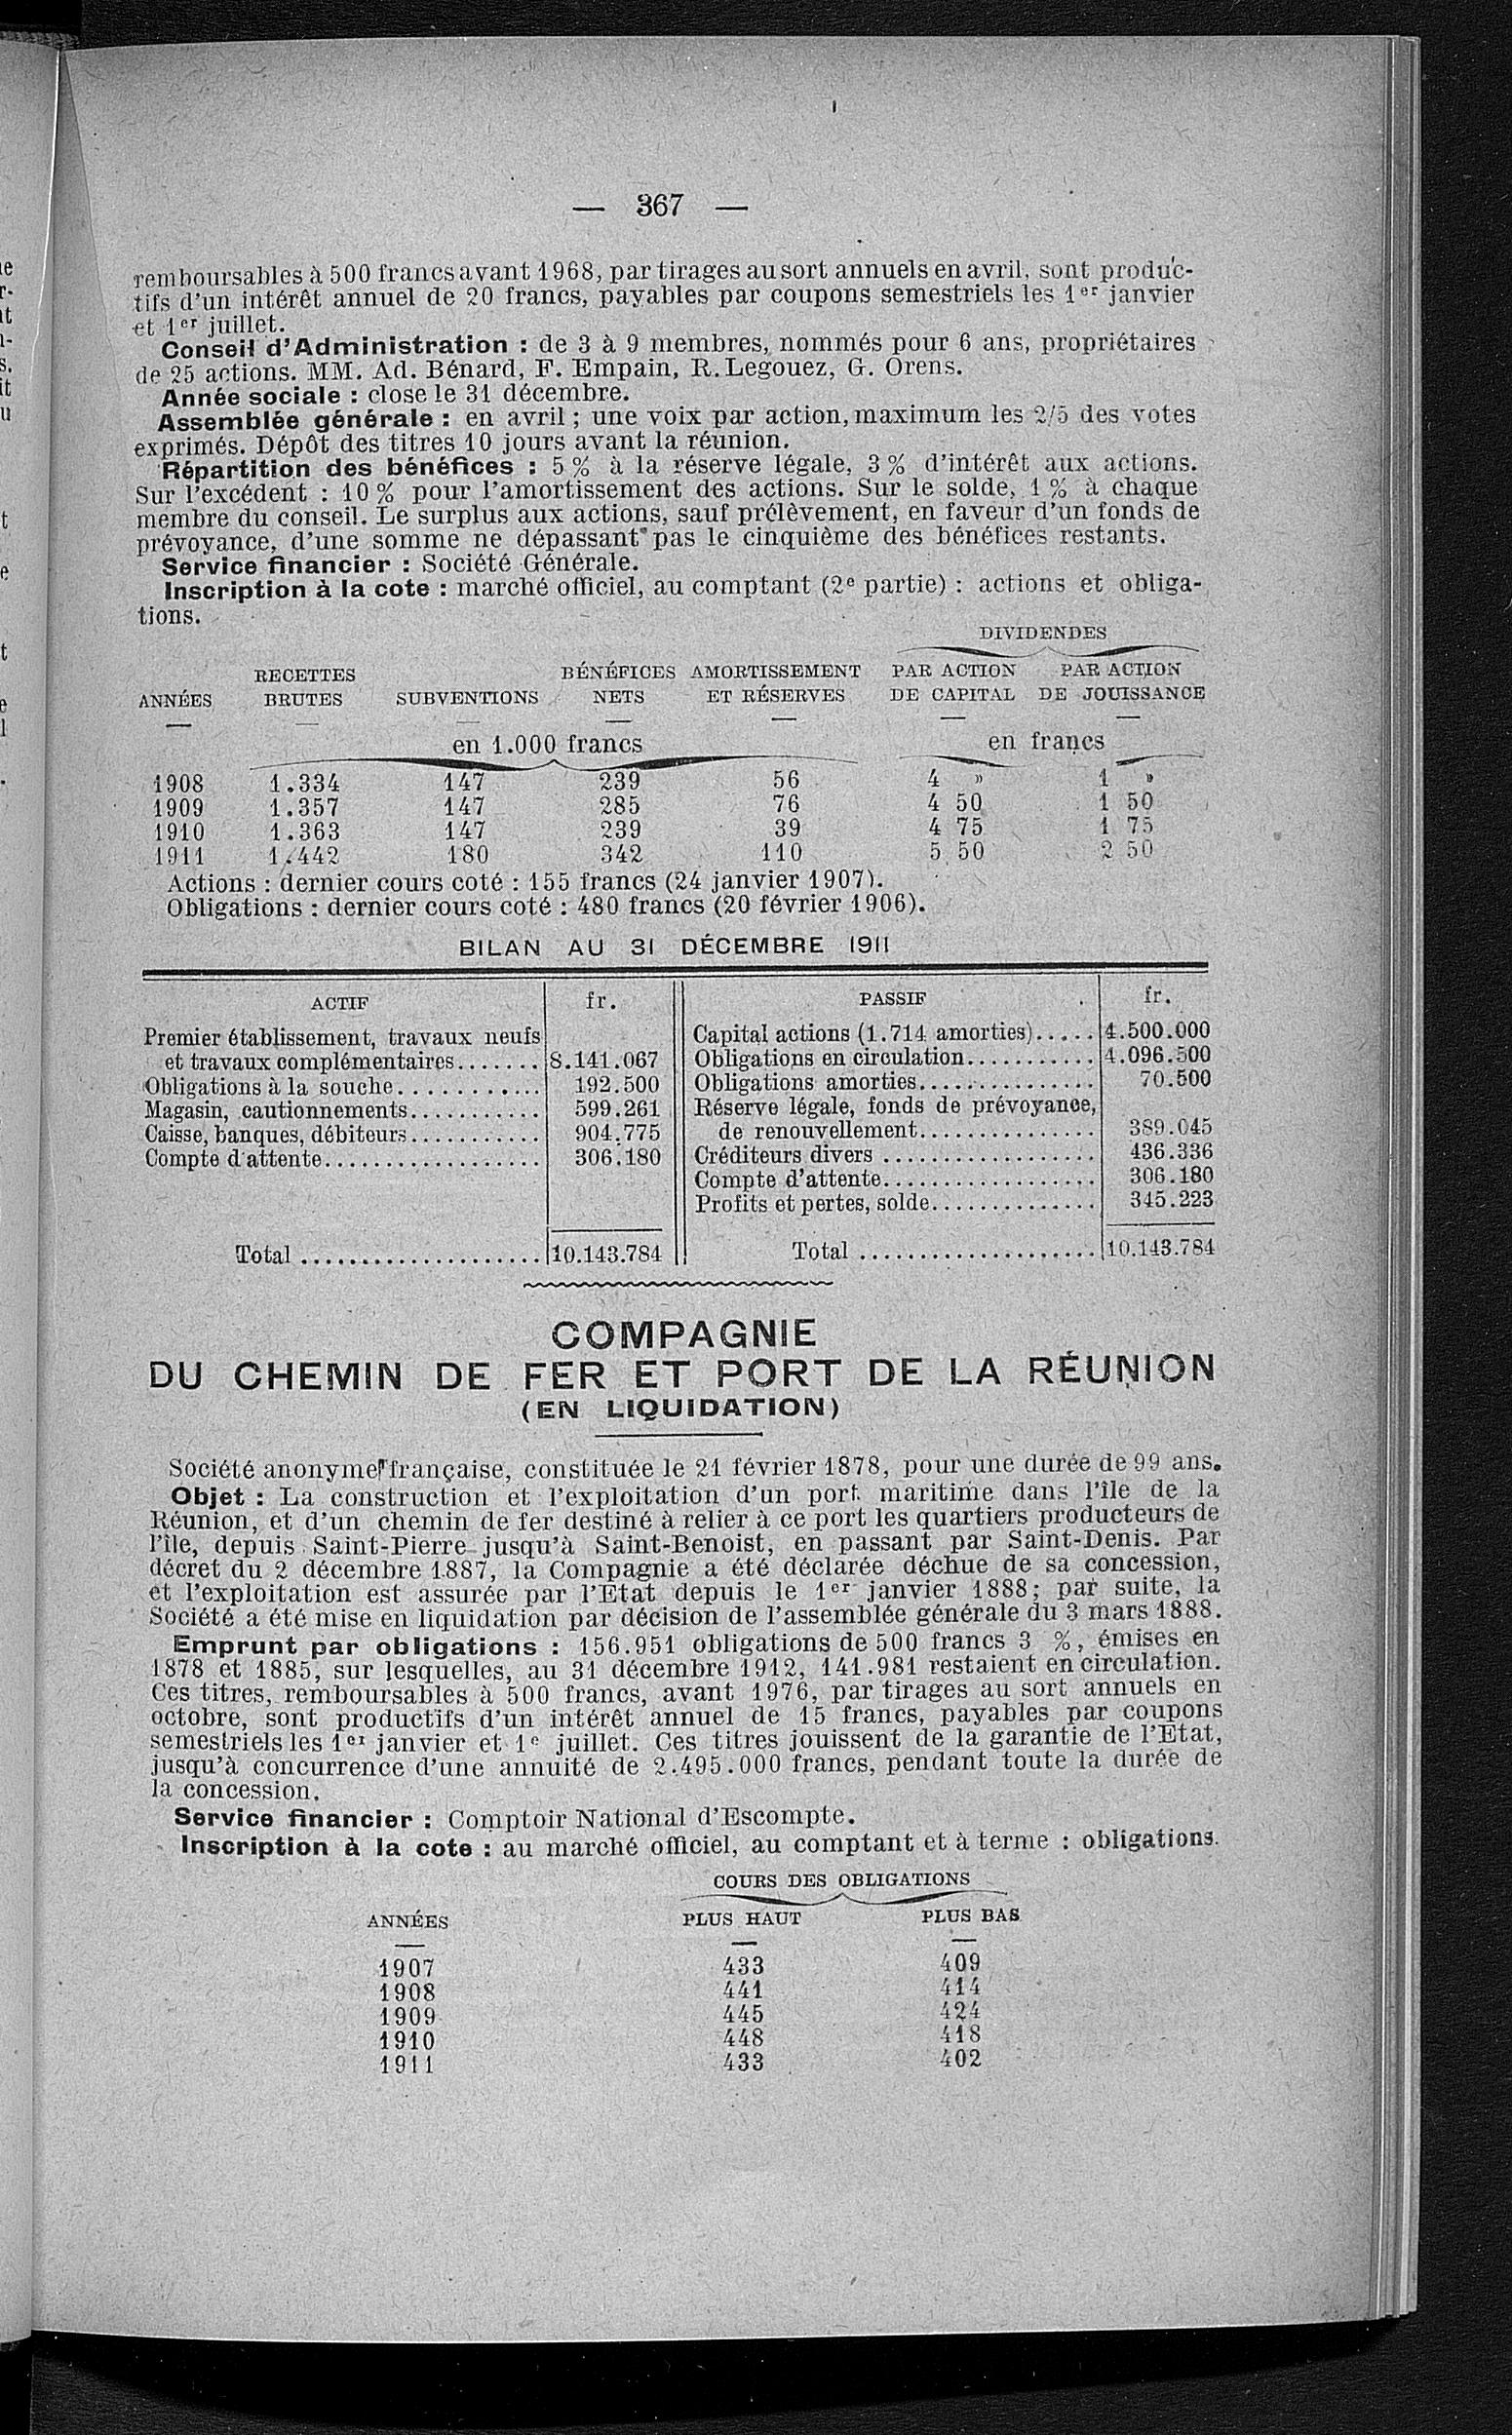 — 367 —
remboursables à 500 francs avant 1968, par tirages au sort annuels en avril, sont produc-
tifs d'un intérêt annuel de 20 francs, payables par coupons semestriels les 1er janvier
et 1er juillet.
Conseil d'Administration : de 3 à 9 membres, nommés pour 6 ans, propriétaires
de 25 actions. MM. Ad. Bénard, F. Empain, R. Legouez, G. Orens.
Année sociale : close le 31 décembre.
Assemblée générale : en avril ; une voix par action, maximum les 2/5 des votes
exprimés. Dépôt des titres 10 jours avant la réunion.
Répartition des bénéfices : 5 % à la réserve légale, 3 % d'intérêt aux actions.
Sur l'excédent : 10 % pour l'amortissement des actions. Sur le solde, 1 % à chaque
membre du conseil. Le surplus aux actions, sauf prélèvement, en faveur d'un fonds de
prévoyance, d'une somme ne dépassant pas le cinquième des bénéfices restants.
Service financier : Société Générale.
Inscription à la cote : marché officiel, au comptant (2e partie) : actions et obliga-
tions.
DIVIDENDES
RECETTES BÉNÉFICES AMORTISSEMENT PAR ACTION PAR ACTION
ANNÉES BRUTES SUBVENTIONS NETS ET RÉSERVES DE CAPITAL DE JOUISSANCE
en 1.000 francs en francs
1908 1.334 147 239 56 4 » 1 »
1909 1.357 147 285 76 4 50 1 50
1910 1.363 147 239 39 4 75 1 75
1911 1.442 180 342 110 5 50 2 50
Actions : dernier cours coté : 155 francs (24 janvier 1907).
Obligations : dernier cours coté : 480 francs (20 février 1906).
BILAN AU 31 DÉCEMBRE 1911
ACTIF fr. PASSIF fr.
Premier établissement, travaux neufs Capital actions (1.714 amorties)..... 4.500.000
et travaux complémentaires....... 8.141.067 Obligations en circulation........... 4.096.500
Obligations à la souche............ 192.500 Obligations amorties............... 70.500
Magasin, cautionnements........... 599.261 Réserve légale, fonds de prévoyance,
Caisse, banques, débiteurs........... 904.775 de renouvellement............... 389.045
Compte d'attente.................. 306.180 Créditeurs divers .................. 436.336
Compte d'attente.................. 306.180
Profits et pertes, solde.............. 345.223
Total .................... 10.143.784 Total .................... 10.143.784
COMPAGNIE
DU CHEMIN DE FER ET PORT DE LA RÉUNION
(EN LIQUIDATION)
Société anonyme française, constituée le 21 février 1878, pour une durée de 99 ans.
Objet : La construction et l'exploitation d'un port maritime dans l'île de la
Réunion, et d'un chemin de fer destiné à relier à ce port les quartiers producteurs de
l'île, depuis Saint-Pierre jusqu'à Saint-Benoist, en passant par Saint-Denis. Par
décret du 2 décembre 1887, la Compagnie a été déclarée déchue de sa concession,
et l'exploitation est assurée par l'Etat depuis le 1er janvier 1888; par suite, la
Société a été mise en liquidation par décision de l'assemblée générale du 3 mars 1888.
Emprunt par obligations : 156.951 obligations de 500 francs 3 %, émises en
1878 et 1885, sur lesquelles, au 31 décembre 1912, 141.981 restaient en circulation.
Ces titres, remboursables à 500 francs, avant 1976, par tirages au sort annuels en
octobre, sont productifs d'un intérêt annuel de 15 francs, payables par coupons
semestriels les 1er janvier et 1e juillet. Ces titres jouissent de la garantie de l'Etat,
jusqu'à concurrence d'une annuité de 2.495.000 francs, pendant toute la durée de
la concession.
Service financier : Comptoir National d'Escompte.
Inscription à la cote : au marché officiel, au comptant et à terme : obligations.
COURS DES OBLIGATIONS
ANNÉES PLUS HAUT PLUS BAS
1907 433 409
1908 441 414
1909 445 424
1910 448 418
1911 433 402